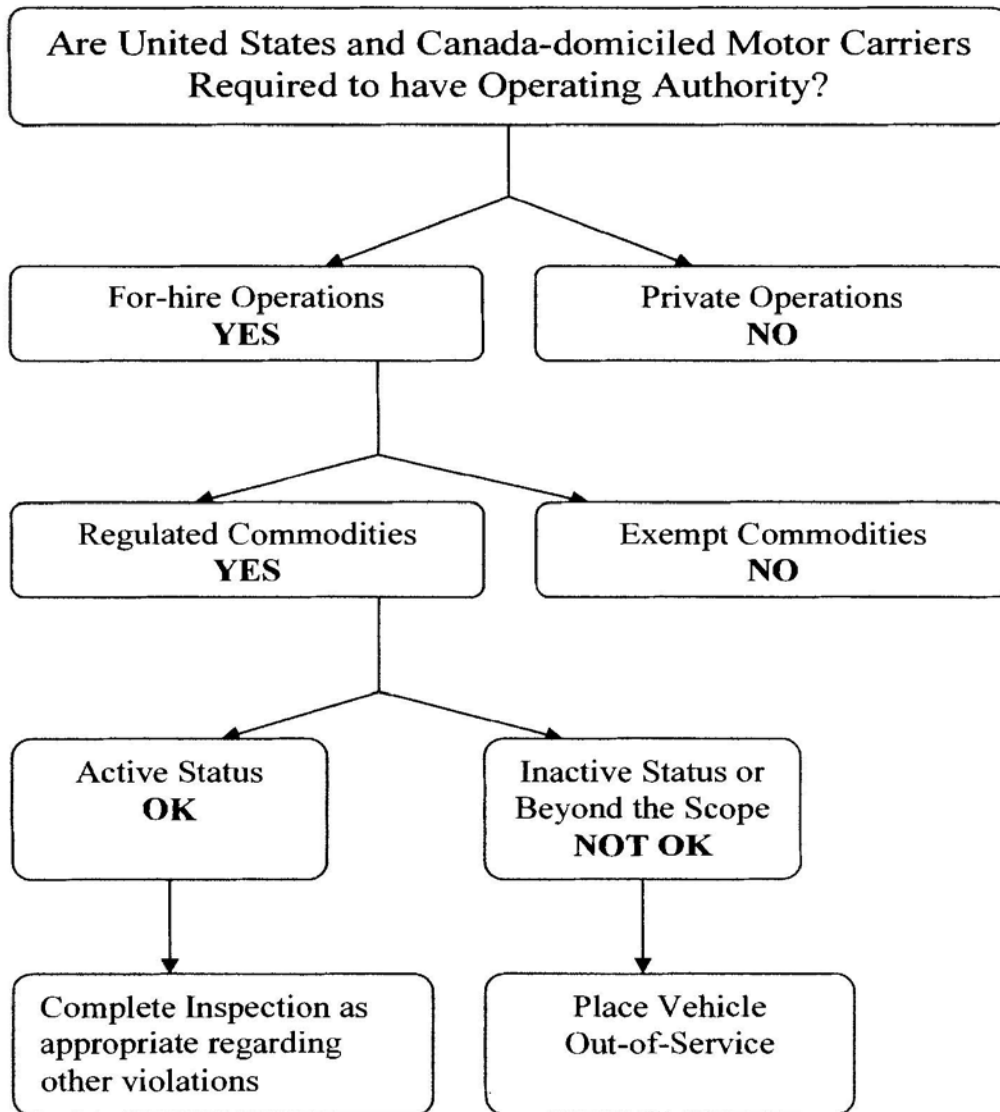 Are United States and Canada-domiciled Motor Carriers
Required to have Operating Authority?
For-hire Operations
YES
Private Operations
NO
Regulated Commodities
YES
Exempt Commodities
NO
Active Status
OK
Inactive Status or
Beyond the Scope
NOT OK
Complete Inspection as
appropriate regarding
other violations
Place Vehicle
Out-of-Service